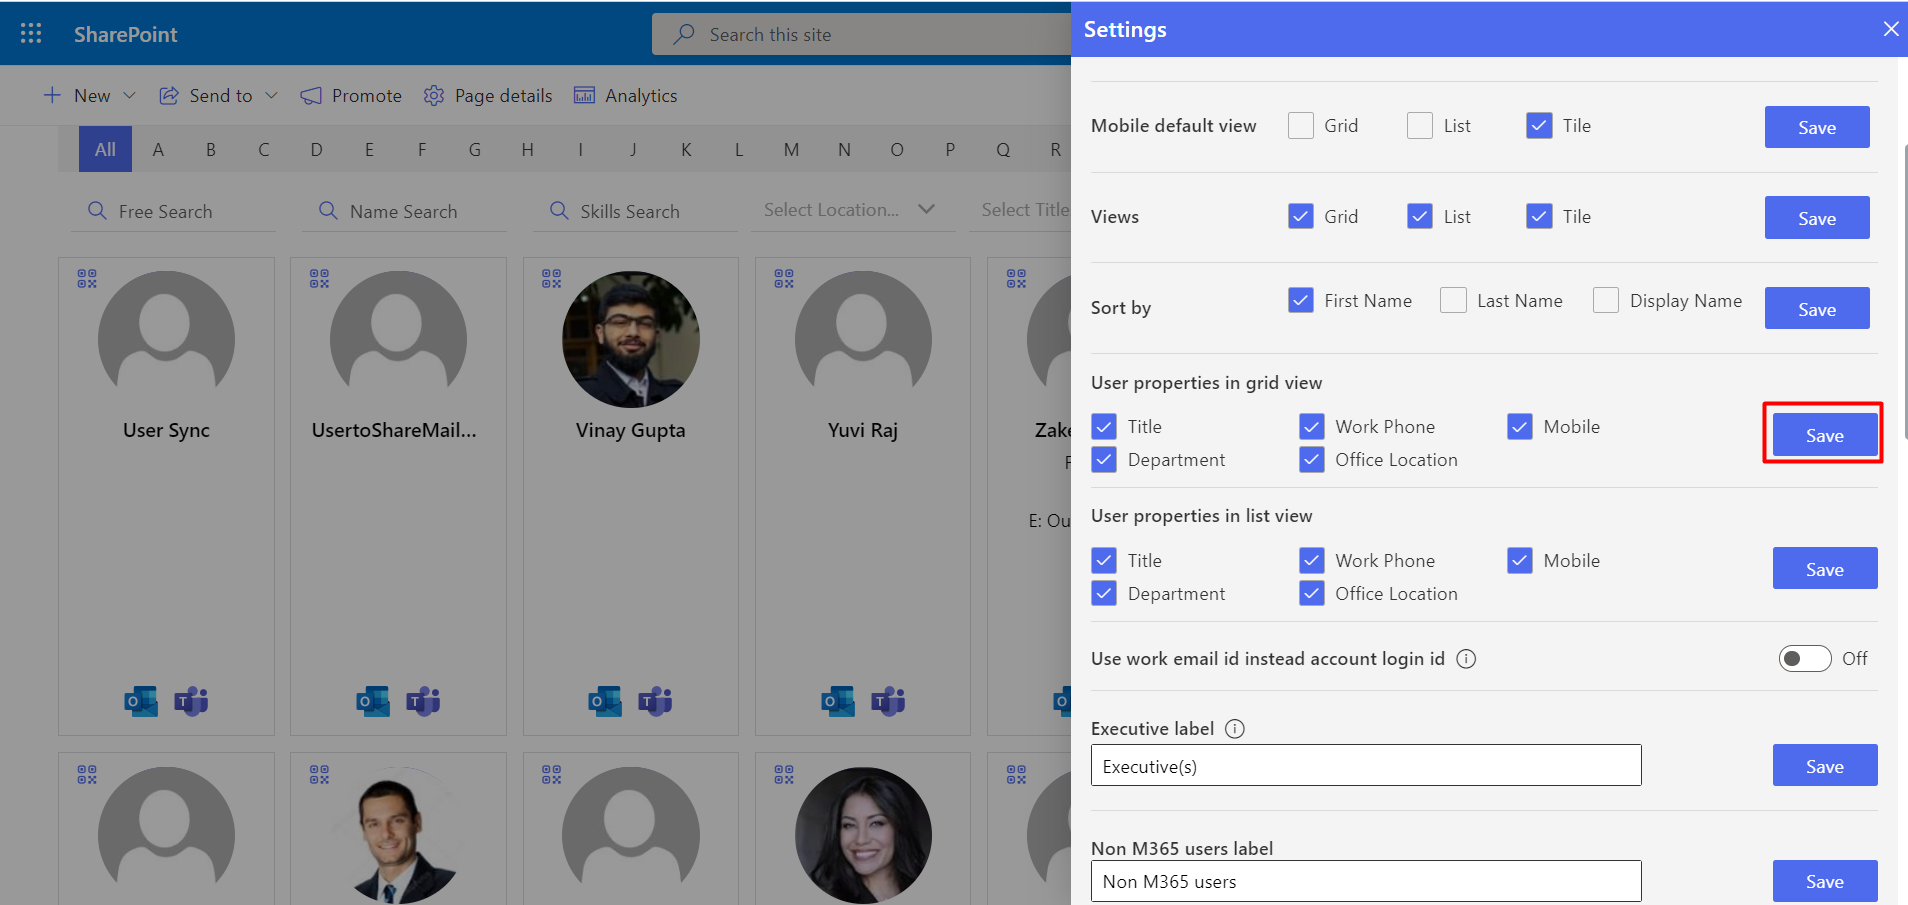 SharePoint
Search this site
Settings
New
Send to
Promote
Page details
Analytics
All A B C D E F G H I J K L M N O P Q R
Free Search
Name Search
Skills Search
Select Location...
Select Title
User Sync
UsertoShareMail...
Vinay Gupta
Yuvi Raj
Zake
E: Ou
Mobile default view
Grid
List
Tile
Save
Views
Grid
List
Tile
Save
Sort by
First Name
Last Name
Display Name
Save
User properties in grid view
Title
Work Phone
Mobile
Department
Office Location
Save
User properties in list view
Title
Work Phone
Mobile
Department
Office Location
Save
Use work email id instead account login id
Off
Executive label
Executive(s)
Save
Non M365 users label
Non M365 users
Save